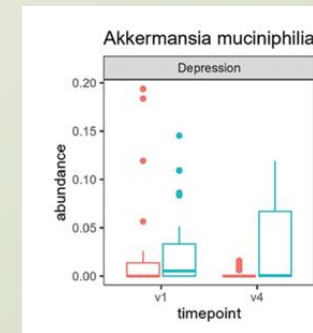 Akkermansia muciniphilia
Depression
abundance
0.20
0.15
0.10
0.05
0.00
v1 v4
timepoint